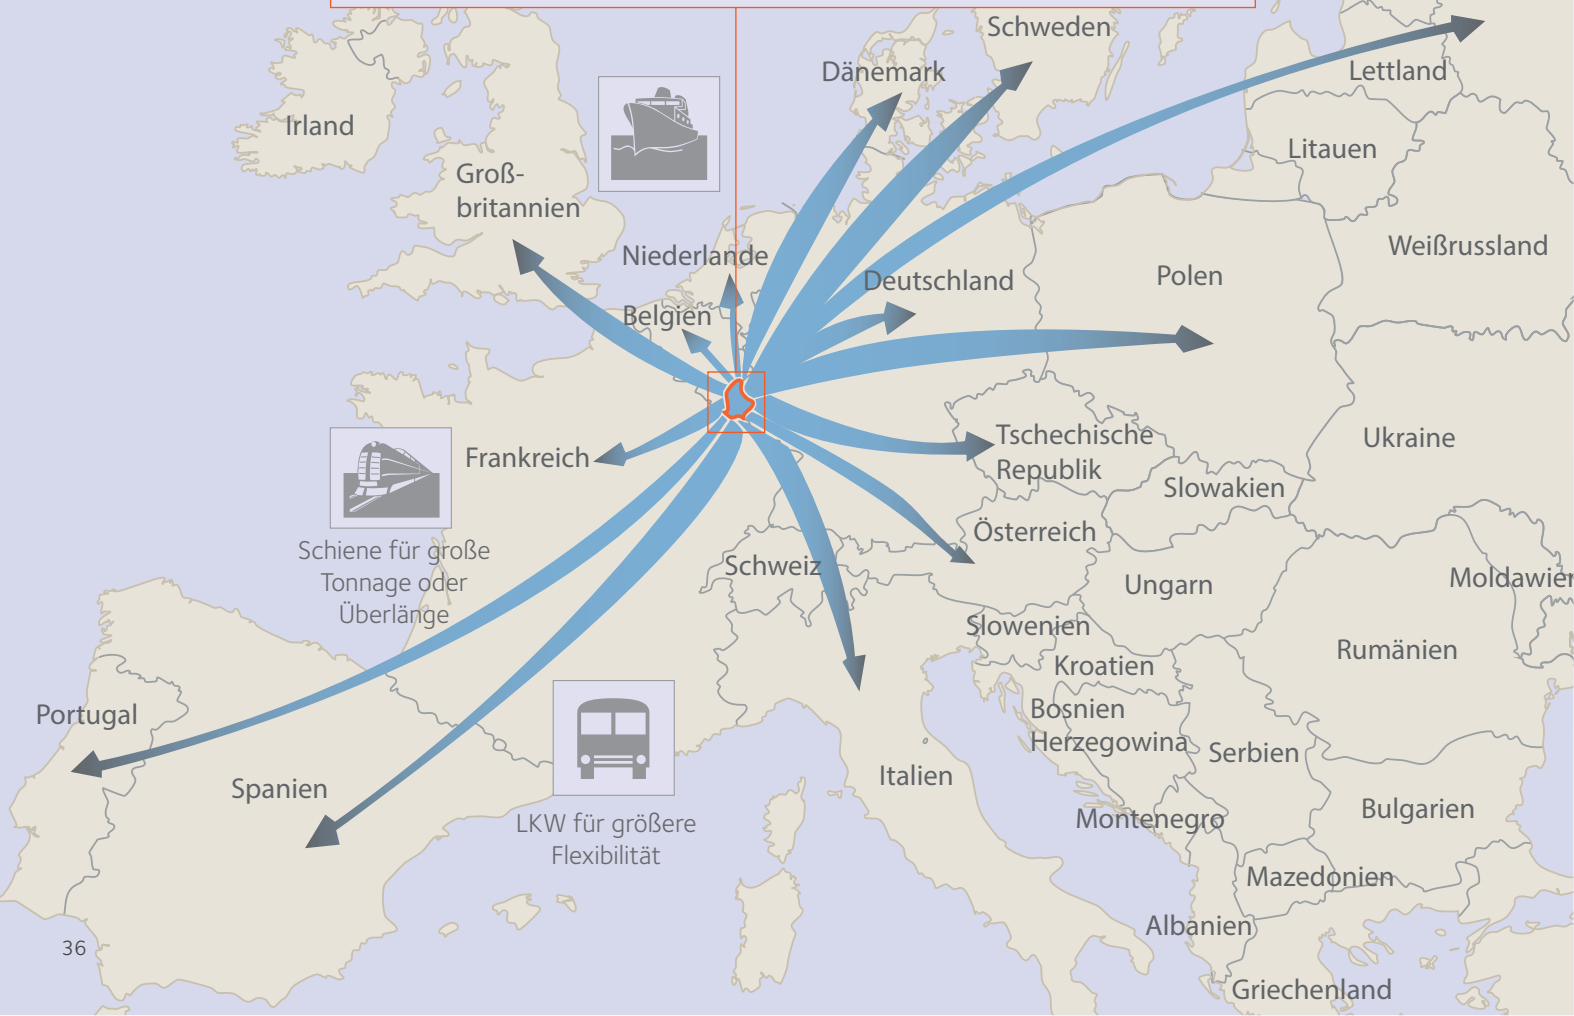 Schweden
Dänemark
Lettland
Irland
Litauen
Groß-
britannien
Weißrussland
Niederlande
Deutschland
Polen
Belgien
Tschechische
Republik
Ukraine
Frankreich
Slowakien
Österreich
Schiene für große
Tonnage oder
Überlänge
Schweiz
Ungarn
Moldawien
Slowenien
Rumänien
Kroatien
Portugal
Bosnien
Herzegowina
Serbien
Spanien
Italien
Bulgarien
LKW für größere
Flexibilität
Montenegro
Mazedonien
Albanien
36
Griechenland